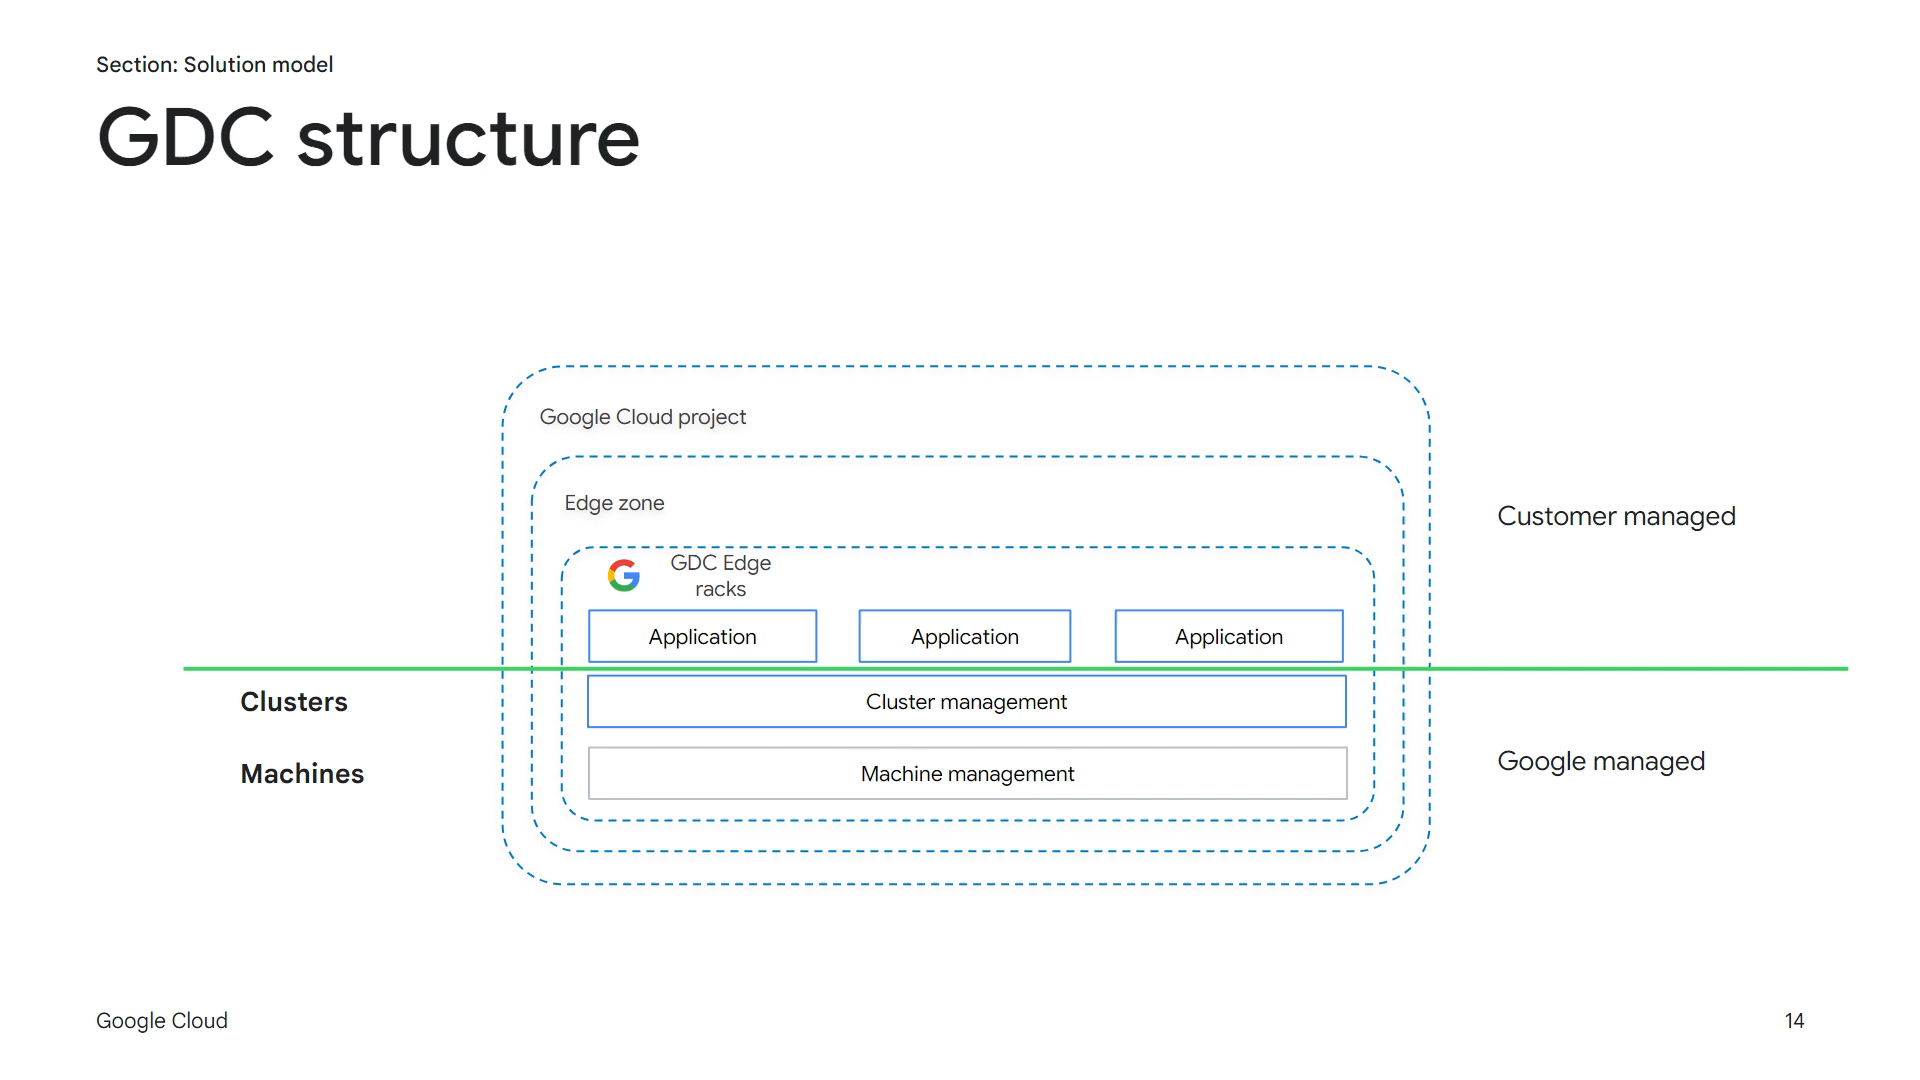 Section: Solution model
GDC structure
Google Cloud project
Edge zone
Customer managed
GDC Edge
racks
Application
Application
Application
Clusters
Cluster management
Machines
Machine management
Google managed
Google Cloud
14